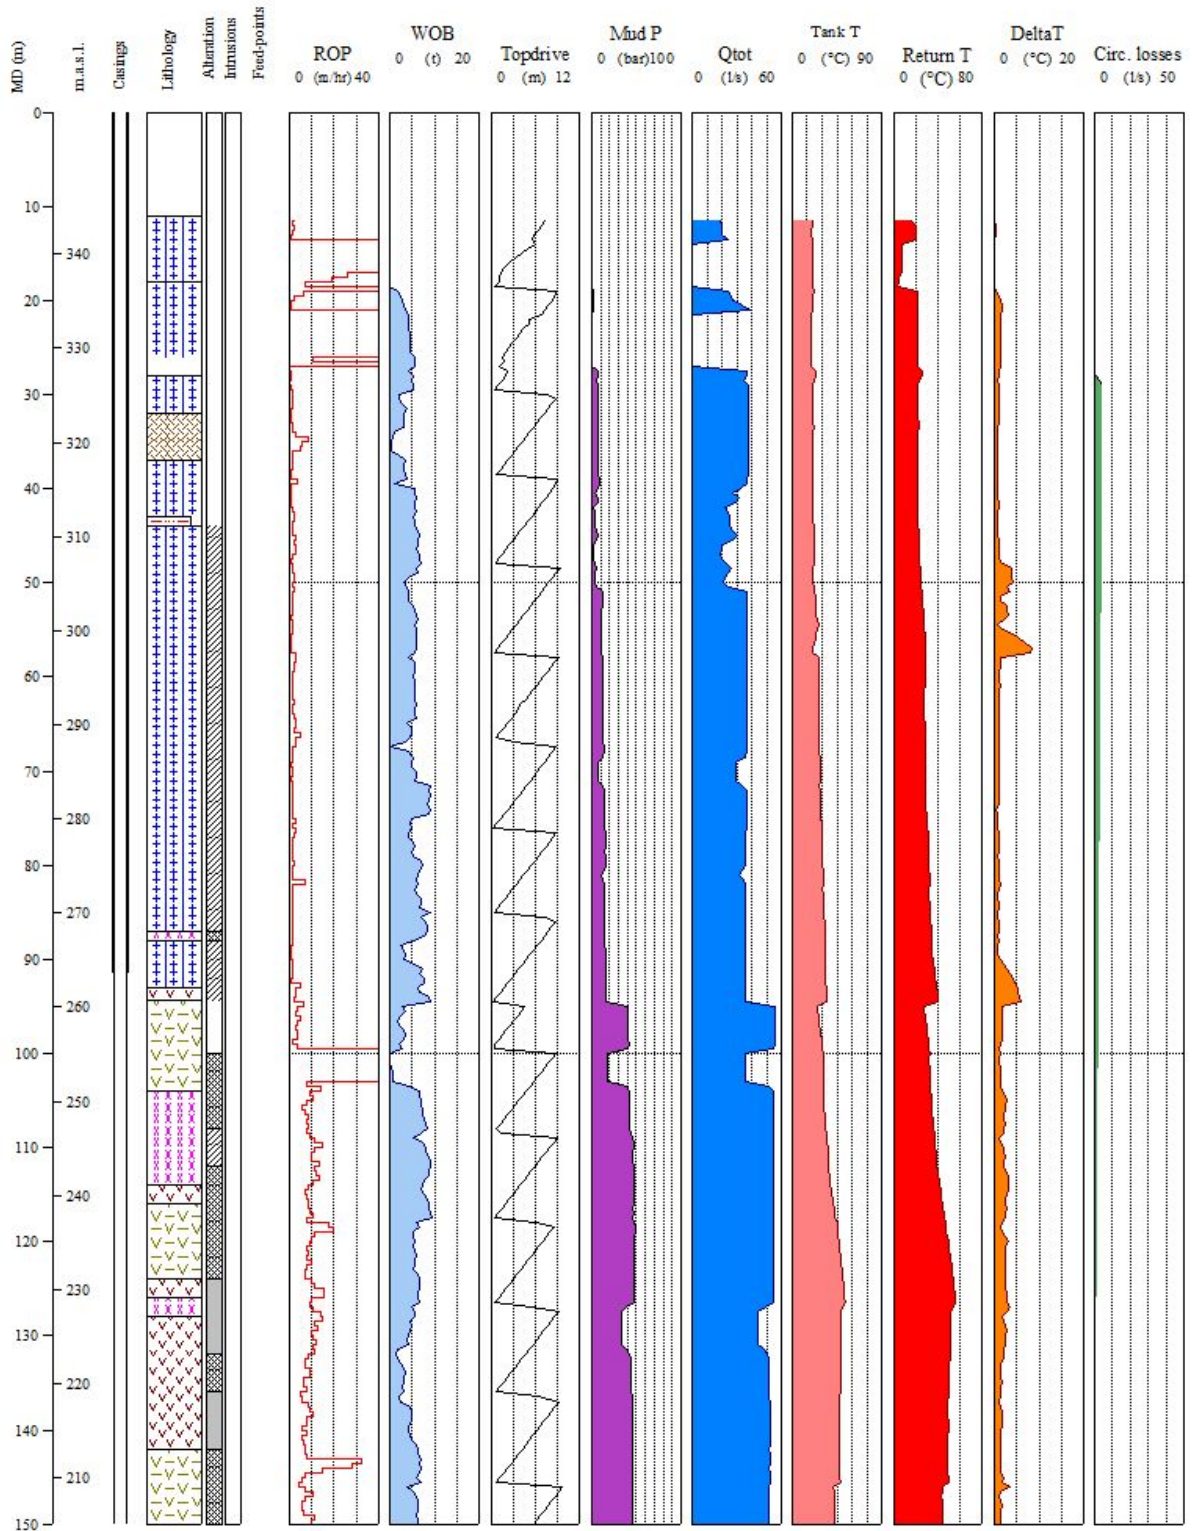 MD (m)
m.a.s.l.
Casings
Lithology
Alteration
Intrusions
Feed-points
ROP
0 (m/hr) 40
WOB
0 (t) 20
Topdrive
0 (m) 12
Mud P
0 (bar)100
Qtot
0 (l/s) 60
Tank T
0 (°C) 90
Return T
0 (°C) 80
DeltaT
0 (°C) 20
Circ. losses
0 (l/s) 50
0
10
340
20
330
30
320
40
310
50
300
60
290
70
280
80
270
90
260
100
250
110
240
120
230
130
220
140
210
150